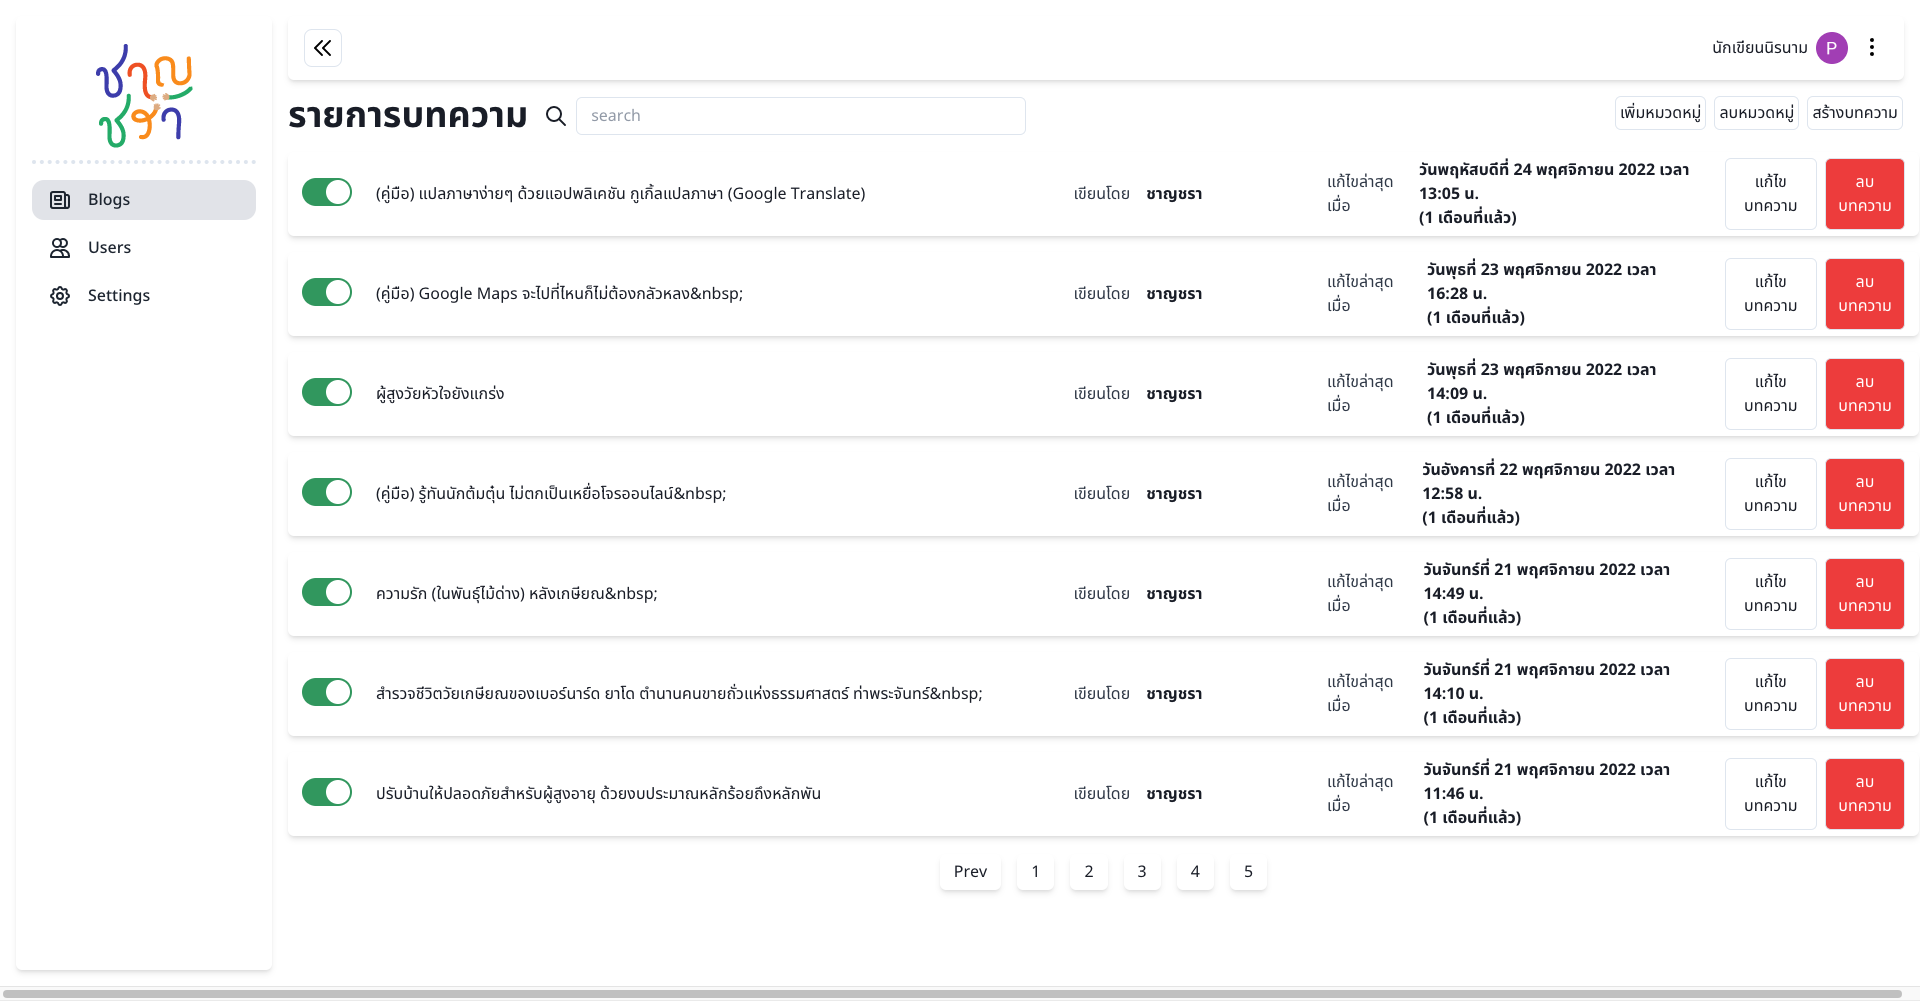 ชาญ
ชรา
Blogs
Users
Settings
นักเขียนนิรนาม P
รายการบทความ
search
เพิ่มหมวดหมู่ ลบหมวดหมู่ สร้างบทความ
(คู่มือ) แปลภาษาง่ายๆ ด้วยแอปพลิเคชัน กูเกิ้ลแปลภาษา (Google Translate)
เขียนโดย ชาญชรา
แก้ไขล่าสุด
เมื่อ
วันพฤหัสบดีที่ 24 พฤศจิกายน 2022 เวลา
13:05 น.
(1 เดือนที่แล้ว)
แก้ไข
บทความ
ลบ
บทความ
(คู่มือ) Google Maps จะไปที่ไหนก็ไม่ต้องกลัวหลง&nbsp;
เขียนโดย ชาญชรา
แก้ไขล่าสุด
เมื่อ
วันพุธที่ 23 พฤศจิกายน 2022 เวลา
16:28 น.
(1 เดือนที่แล้ว)
แก้ไข
บทความ
ลบ
บทความ
ผู้สูงวัยหัวใจยังแกร่ง
เขียนโดย ชาญชรา
แก้ไขล่าสุด
เมื่อ
วันพุธที่ 23 พฤศจิกายน 2022 เวลา
14:09 น.
(1 เดือนที่แล้ว)
แก้ไข
บทความ
ลบ
บทความ
(คู่มือ) รู้ทันนักต้มตุ๋น ไม่ตกเป็นเหยื่อโจรออนไลน์&nbsp;
เขียนโดย ชาญชรา
แก้ไขล่าสุด
เมื่อ
วันอังคารที่ 22 พฤศจิกายน 2022 เวลา
12:58 น.
(1 เดือนที่แล้ว)
แก้ไข
บทความ
ลบ
บทความ
ความรัก (ในพันธุ์ไม้ด่าง) หลังเกษียณ&nbsp;
เขียนโดย ชาญชรา
แก้ไขล่าสุด
เมื่อ
วันจันทร์ที่ 21 พฤศจิกายน 2022 เวลา
14:49 น.
(1 เดือนที่แล้ว)
แก้ไข
บทความ
ลบ
บทความ
สำรวจชีวิตวัยเกษียณของเบอร์นาร์ด ยาโด ตำนานคนขายถั่วแห่งธรรมศาสตร์ ท่าพระจันทร์&nbsp;
เขียนโดย ชาญชรา
แก้ไขล่าสุด
เมื่อ
วันจันทร์ที่ 21 พฤศจิกายน 2022 เวลา
14:10 น.
(1 เดือนที่แล้ว)
แก้ไข
บทความ
ลบ
บทความ
ปรับบ้านให้ปลอดภัยสำหรับผู้สูงอายุ ด้วยงบประมาณหลักร้อยถึงหลักพัน
เขียนโดย ชาญชรา
แก้ไขล่าสุด
เมื่อ
วันจันทร์ที่ 21 พฤศจิกายน 2022 เวลา
11:46 น.
(1 เดือนที่แล้ว)
แก้ไข
บทความ
ลบ
บทความ
Prev 1 2 3 4 5